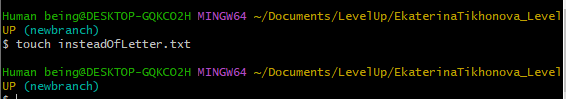 Human being@DESKTOP-GQKCO2H MINGW64 ~/Documents/LevelUp/EkaterinaTikhonova_Level
UP (newbranch)
$ touch insteadOfLetter.txt
Human being@DESKTOP-GQKCO2H MINGW64 ~/Documents/LevelUp/EkaterinaTikhonova_Level
UP (newbranch)
$